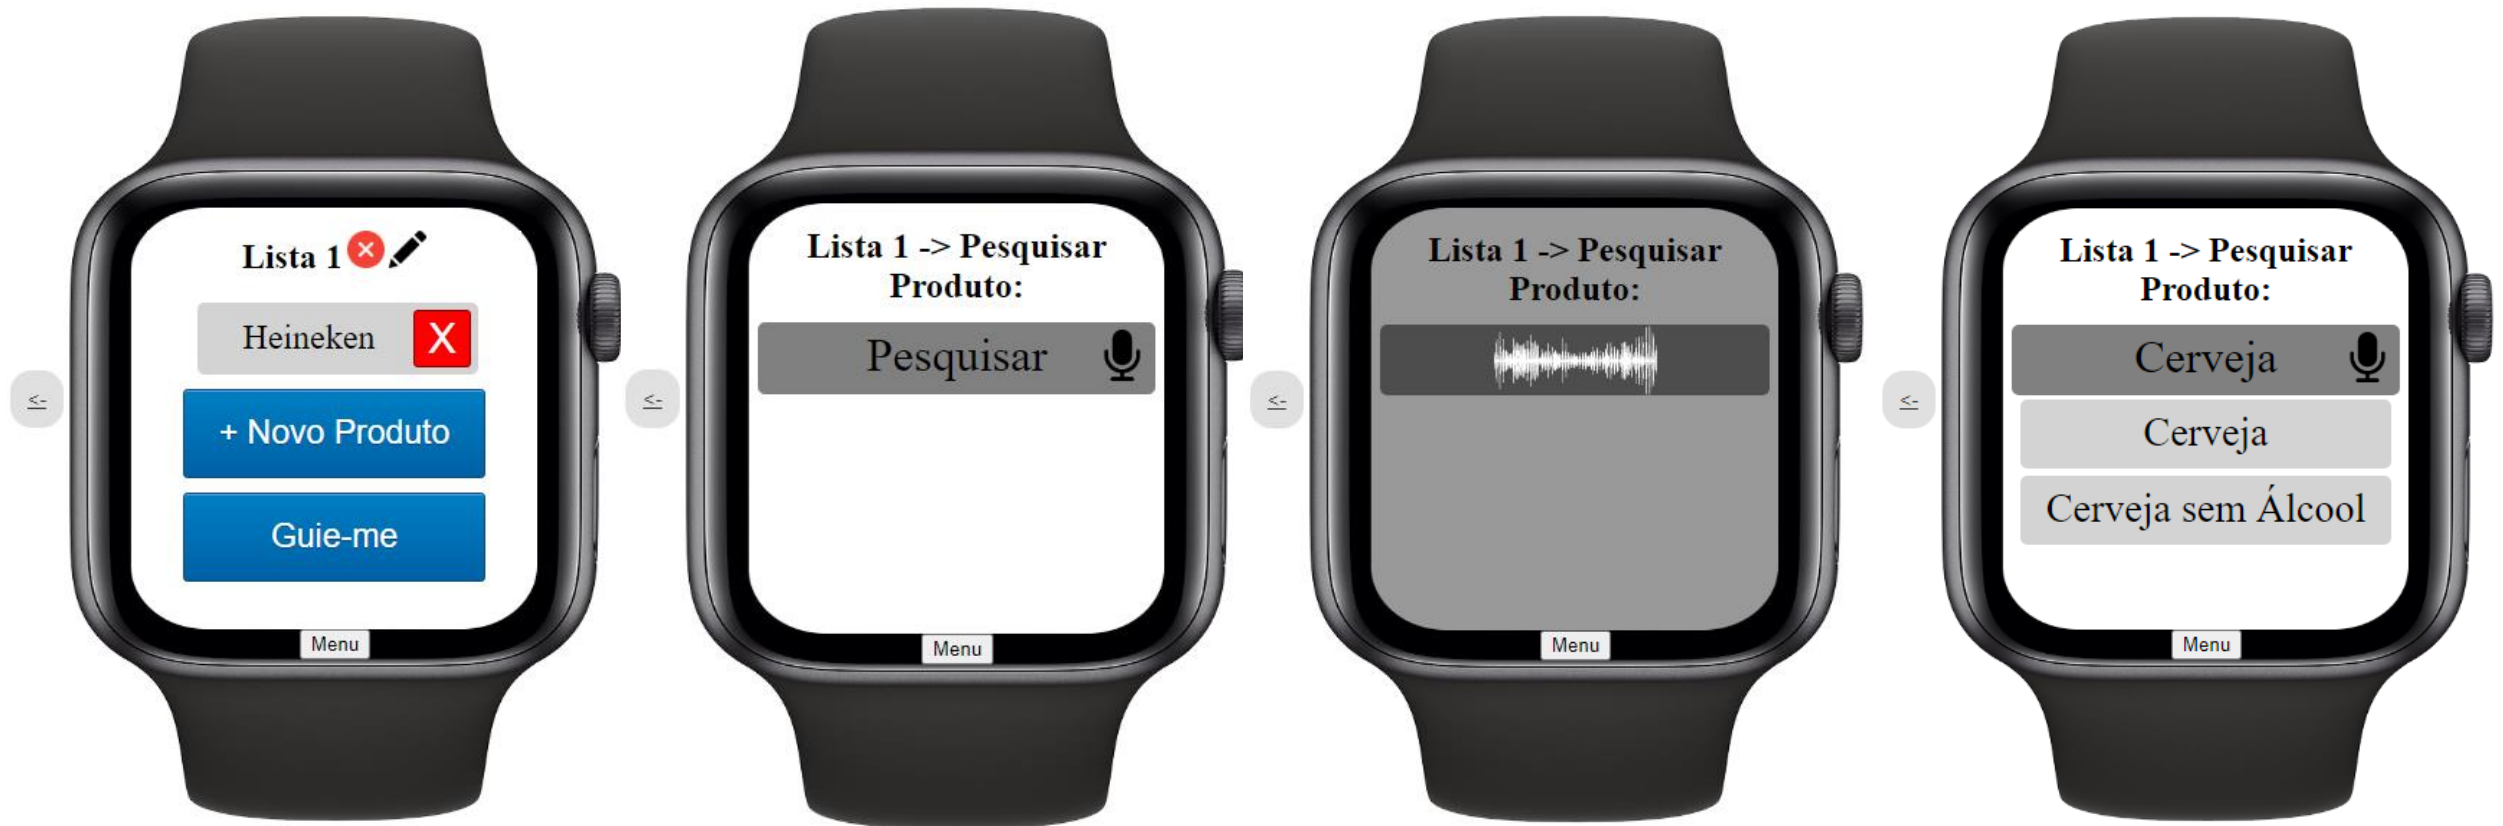 Lista 1
Heineken X
+ Novo Produto
<-
Guie-me
Menu
Lista 1 -> Pesquisar
Produto:
Pesquisar
<-
Menu
Lista 1 -> Pesquisar
Produto:
<-
Menu
Lista 1 -> Pesquisar
Produto:
Cerveja
<-
Cerveja
Cerveja sem Álcool
Menu